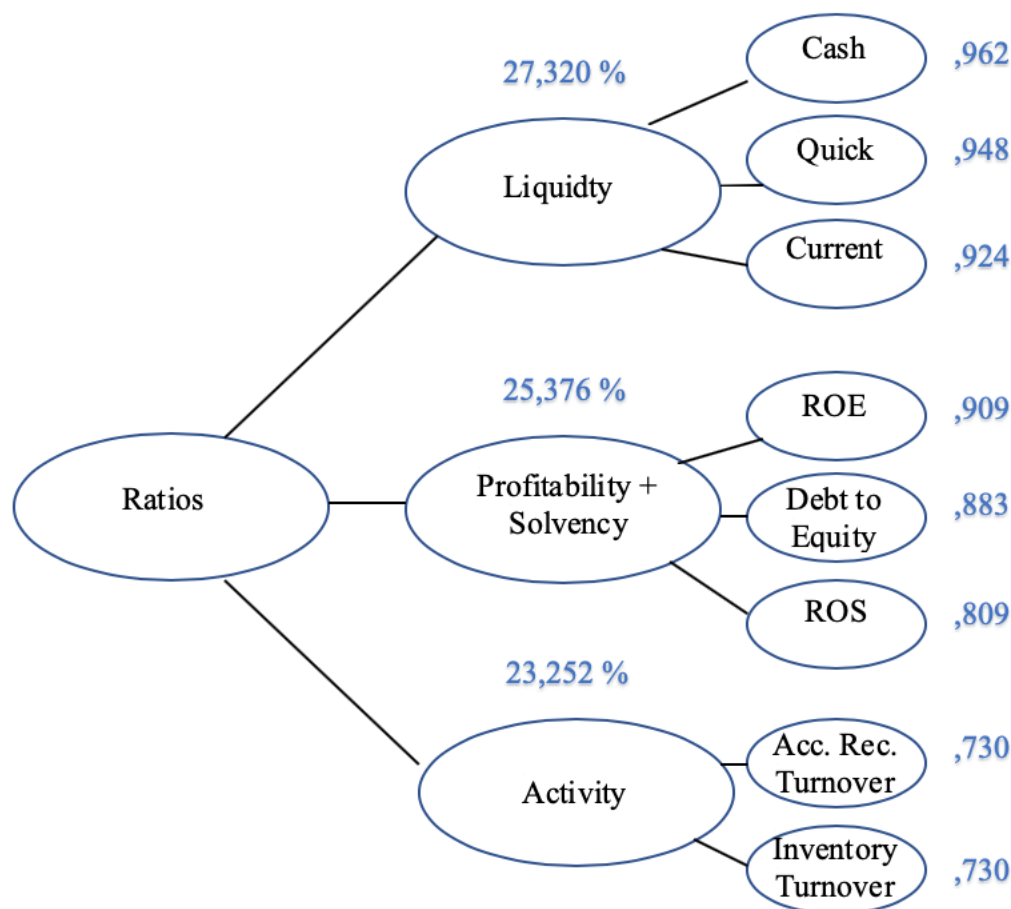 27,320 %
Liquidty
Cash
,962
Quick
,948
Current
,924
Ratios
25,376 %
Profitability +
Solvency
ROE
,909
Debt to
Equity
,883
ROS
,809
23,252 %
Activity
Acc. Rec.
Turnover
,730
Inventory
Turnover
,730